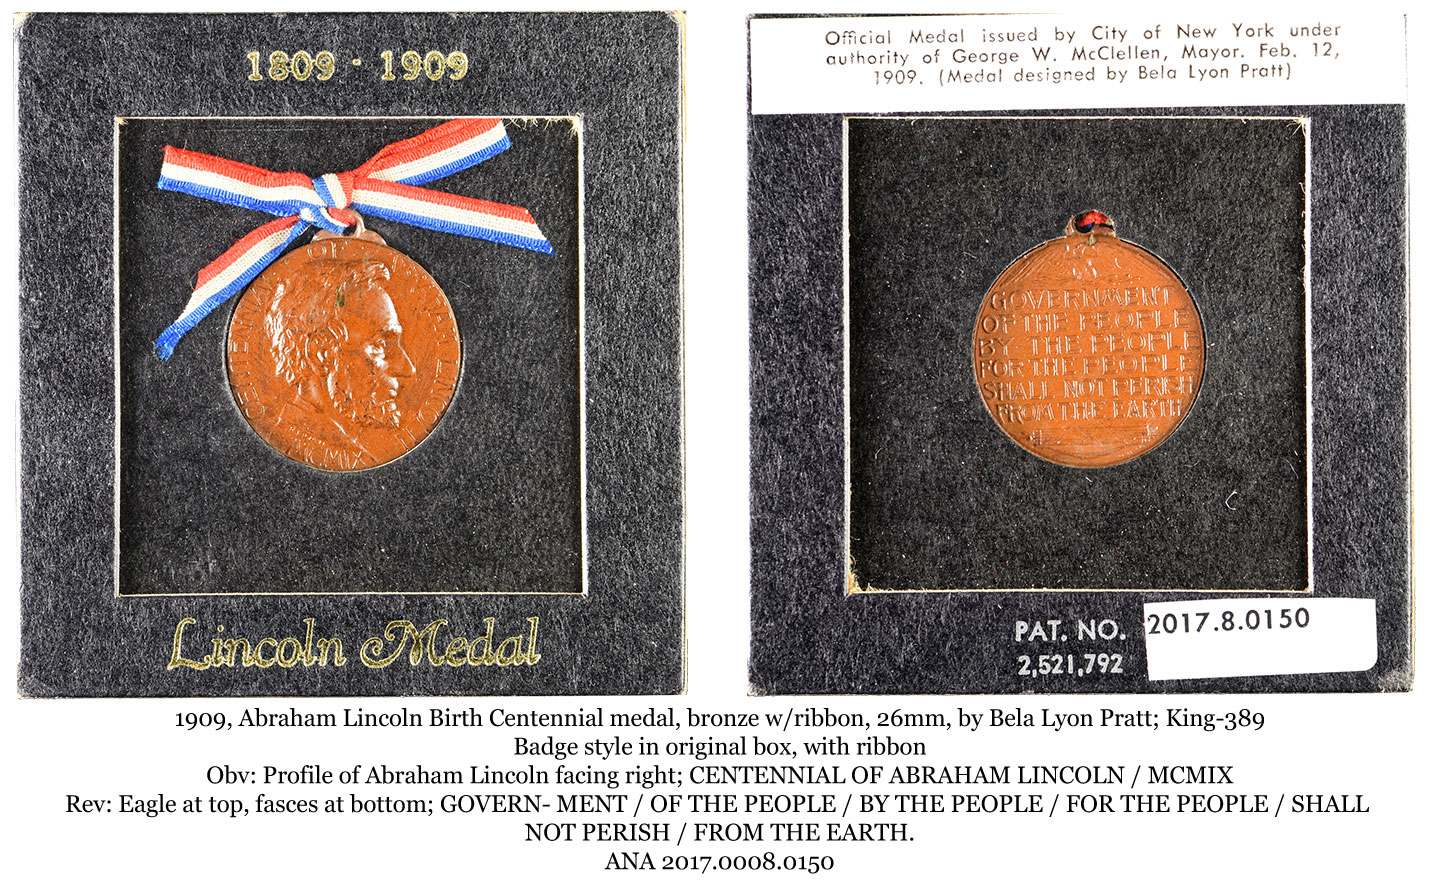 1809 · 1909
OF
CENTENNIAL
MCMIX
Lincoln Medal
Official Medal issued by City of New York under
authority of George W. McClellen, Mayor. Feb. 12,
1909. (Medal designed by Bela Lyon Pratt)
GOVERNMENT
OF THE PEOPLE
BY THE PEOPLE
FOR THE PEOPLE
SHALL NOT PERISH
FROM THE EARTH
PAT. NO.
2,521,792
2017.8.0150
1909, Abraham Lincoln Birth Centennial medal, bronze w/ribbon, 26mm, by Bela Lyon Pratt; King-389
Badge style in original box, with ribbon
Obv: Profile of Abraham Lincoln facing right; CENTENNIAL OF ABRAHAM LINCOLN / MCMIX
Rev: Eagle at top, fasces at bottom; GOVERN- MENT / OF THE PEOPLE / BY THE PEOPLE / FOR THE PEOPLE / SHALL
NOT PERISH / FROM THE EARTH.
ANA 2017.0008.0150